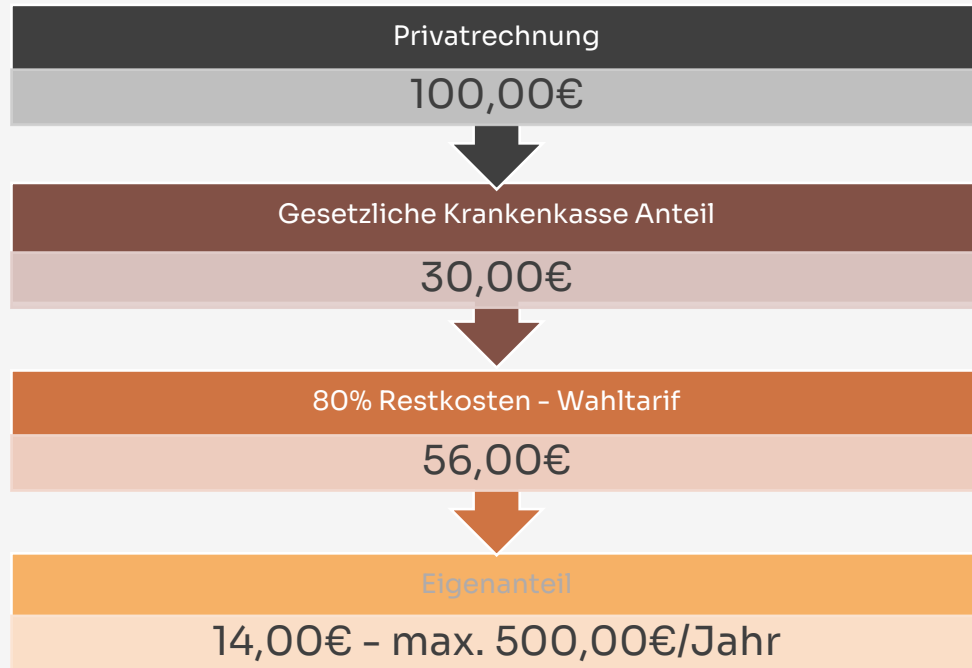 Privatrechnung
100,00€
Gesetzliche Krankenkasse Anteil
30,00€
80% Restkosten - Wahltarif
56,00€
Eigenanteil
14,00€ - max. 500,00€/Jahr